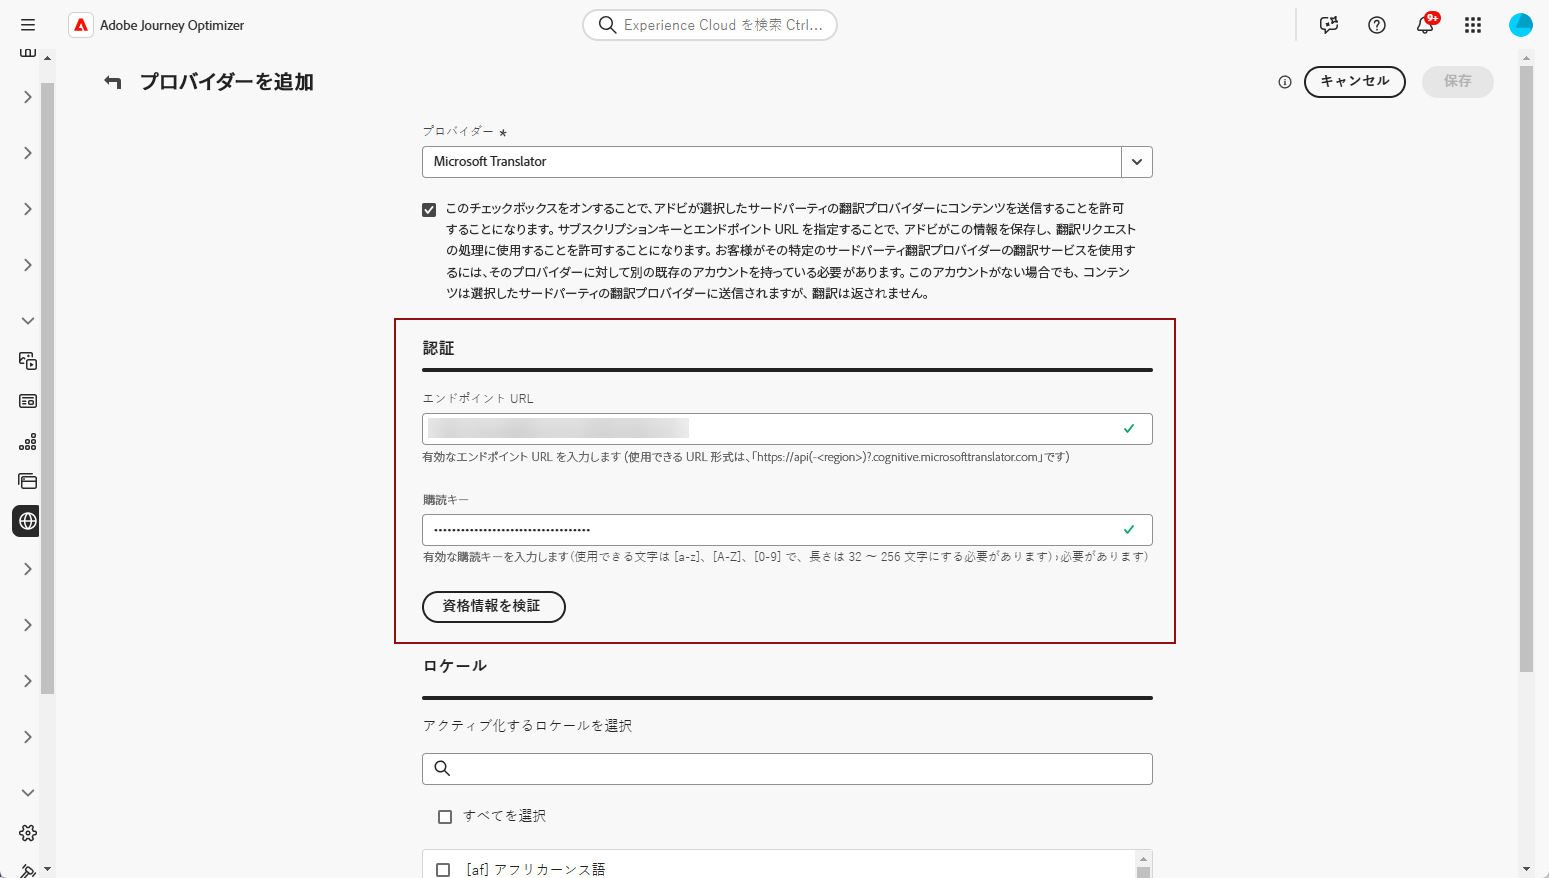 Adobe Journey Optimizer
Experience Cloud を検索 Ctrl...
9+
プロバイダーを追加
キャンセル
保存
プロバイダー *
Microsoft Translator
このチェックボックスをオンすることで、アドビが選択したサードパーティの翻訳プロバイダーにコンテンツを送信することを許可
することになります。サブスクリプションキーとエンドポイント URL を指定することで、アドビがこの情報を保存し、翻訳リクエスト
の処理に使用することを許可することになります。お客様がその特定のサードパーティ翻訳プロバイダーの翻訳サービスを使用す
るには、そのプロバイダーに対して別の既存のアカウントを持っている必要があります。このアカウントがない場合でも、コンテン
ツは選択したサードパーティの翻訳プロバイダーに送信されますが、翻訳は返されません。
認証
エンドポイント URL
有効なエンドポイント URL を入力します (使用できる URL 形式は、「https://api(-<region>)?.cognitive.microsofttranslator.com」です)
購読キー
有効な購読キーを入力します(使用できる文字は [a-z]、[A-Z]、[0-9] で、長さは 32 ～ 256 文字にする必要があります)必要があります)
資格情報を検証
ロケール
アクティブ化するロケールを選択
すべてを選択
[af] アフリカーンス語